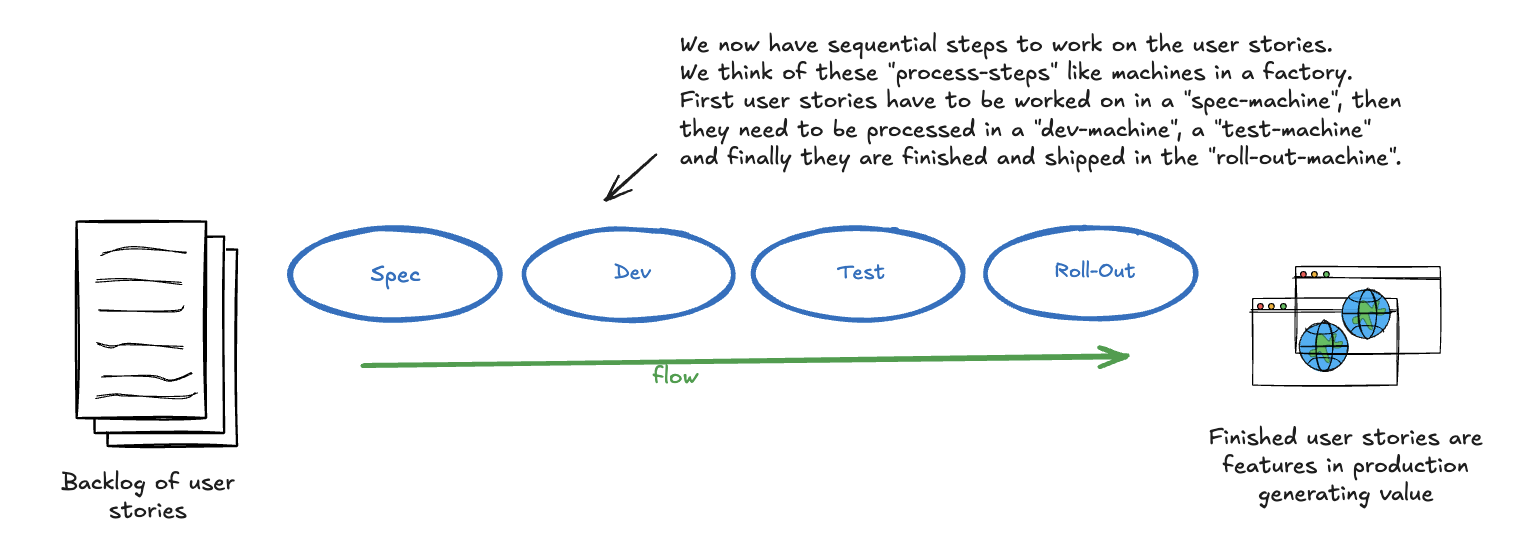 We now have sequential steps to work on the user stories.
We think of these "process-steps" like machines in a factory.
First user stories have to be worked on in a "spec-machine", then
they need to be processed in a "dev-machine", a "test-machine"
and finally they are finished and shipped in the "roll-out-machine".
Spec
Dev
Test
Roll-Out
flow
Backlog of user
stories
Finished user stories are
features in production
generating value